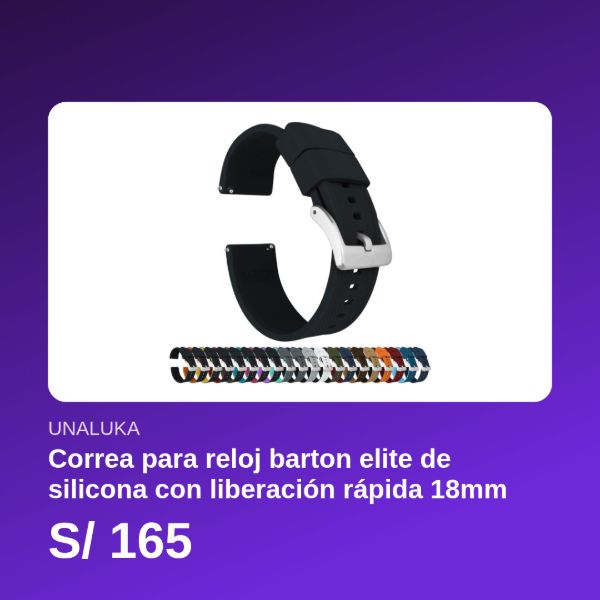 UNALUKA
Correa para reloj barton elite de
silicona con liberación rápida 18mm
S/ 165